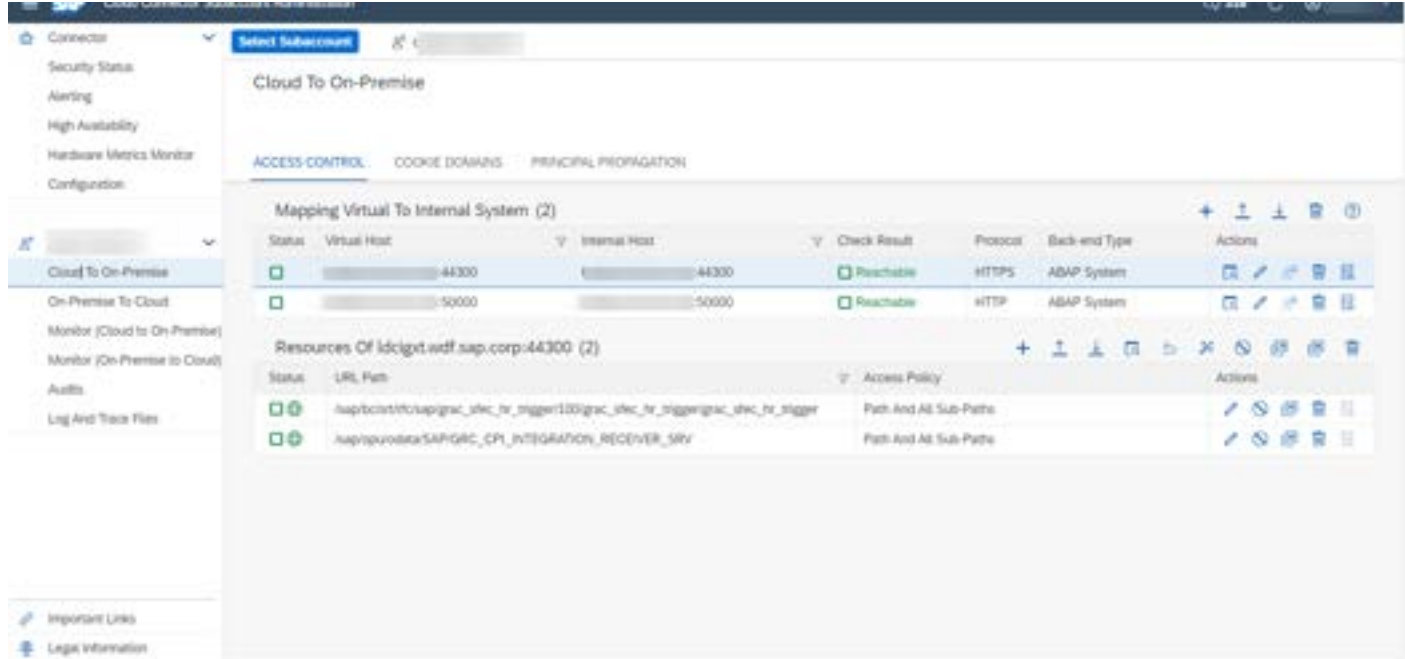 SAP Cloud Connector Subaccount Administration
Connector
Security Status
Alerting
High Availability
Hardware Metrics Monitor
Configuration
Cloud To On-Premise
On-Premise To Cloud
Monitor (Cloud to On-Premise)
Monitor (On-Premise to Cloud)
Audits
Log And Trace Files
Important Links
Legal Information
Select Subaccount
Cloud To On-Premise
ACCESS CONTROL COOKIE DOMAINS PRINCIPAL PROPAGATION
Mapping Virtual To Internal System (2)
Status Virtual Host Internal Host Check Result Protocol Back-end Type Actions
:44300 :44300 Reachable HTTPS ABAP System
:50000 :50000 Reachable HTTP ABAP System
Resources Of ldcigxt.wdf.sap.corp:44300 (2)
Status URL Path Access Policy Actions
/sap/bc/srt/rfc/sap/grac_sfec_hr_trigger/100/grac_sfec_hr_trigger/grac_sfec_hr_trigger Path And All Sub-Paths
/sap/opu/odata/SAP/GRC_CPI_INTEGRATION_RECEIVER_SRV Path And All Sub-Paths